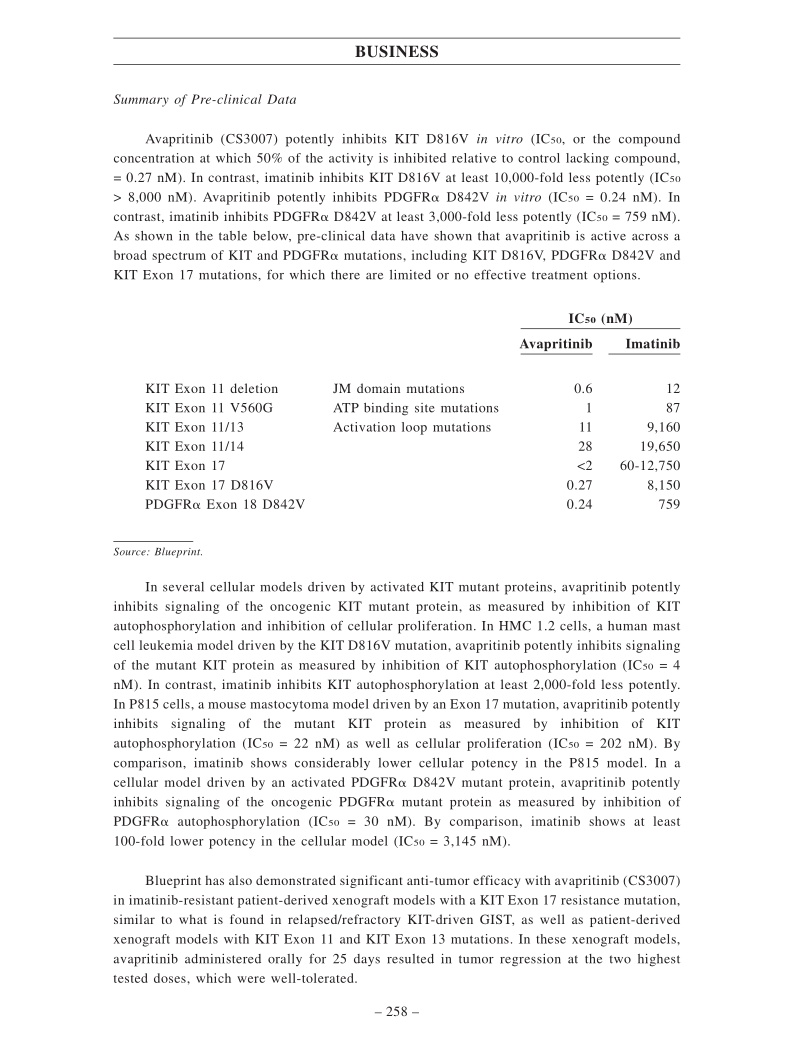 BUSINESS
Summary of Pre-clinical Data
Avapritinib (CS3007) potently inhibits KIT D816V in vitro (IC50, or the compound
concentration at which 50% of the activity is inhibited relative to control lacking compound,
= 0.27 nM). In contrast, imatinib inhibits KIT D816V at least 10,000-fold less potently (IC50
> 8,000 nM). Avapritinib potently inhibits PDGFRα D842V in vitro (IC50 = 0.24 nM). In
contrast, imatinib inhibits PDGFRα D842V at least 3,000-fold less potently (IC50 = 759 nM).
As shown in the table below, pre-clinical data have shown that avapritinib is active across a
broad spectrum of KIT and PDGFRα mutations, including KIT D816V, PDGFRα D842V and
KIT Exon 17 mutations, for which there are limited or no effective treatment options.
IC50 (nM)
Avapritinib Imatinib
KIT Exon 11 deletion JM domain mutations 0.6 12
KIT Exon 11 V560G ATP binding site mutations 1 87
KIT Exon 11/13 Activation loop mutations 11 9,160
KIT Exon 11/14 28 19,650
KIT Exon 17 <2 60-12,750
KIT Exon 17 D816V 0.27 8,150
PDGFRα Exon 18 D842V 0.24 759
Source: Blueprint.
In several cellular models driven by activated KIT mutant proteins, avapritinib potently
inhibits signaling of the oncogenic KIT mutant protein, as measured by inhibition of KIT
autophosphorylation and inhibition of cellular proliferation. In HMC 1.2 cells, a human mast
cell leukemia model driven by the KIT D816V mutation, avapritinib potently inhibits signaling
of the mutant KIT protein as measured by inhibition of KIT autophosphorylation (IC50 = 4
nM). In contrast, imatinib inhibits KIT autophosphorylation at least 2,000-fold less potently.
In P815 cells, a mouse mastocytoma model driven by an Exon 17 mutation, avapritinib potently
inhibits signaling of the mutant KIT protein as measured by inhibition of KIT
autophosphorylation (IC50 = 22 nM) as well as cellular proliferation (IC50 = 202 nM). By
comparison, imatinib shows considerably lower cellular potency in the P815 model. In a
cellular model driven by an activated PDGFRα D842V mutant protein, avapritinib potently
inhibits signaling of the oncogenic PDGFRα mutant protein as measured by inhibition of
PDGFRα autophosphorylation (IC50 = 30 nM). By comparison, imatinib shows at least
100-fold lower potency in the cellular model (IC50 = 3,145 nM).
Blueprint has also demonstrated significant anti-tumor efficacy with avapritinib (CS3007)
in imatinib-resistant patient-derived xenograft models with a KIT Exon 17 resistance mutation,
similar to what is found in relapsed/refractory KIT-driven GIST, as well as patient-derived
xenograft models with KIT Exon 11 and KIT Exon 13 mutations. In these xenograft models,
avapritinib administered orally for 25 days resulted in tumor regression at the two highest
tested doses, which were well-tolerated.
– 258 –